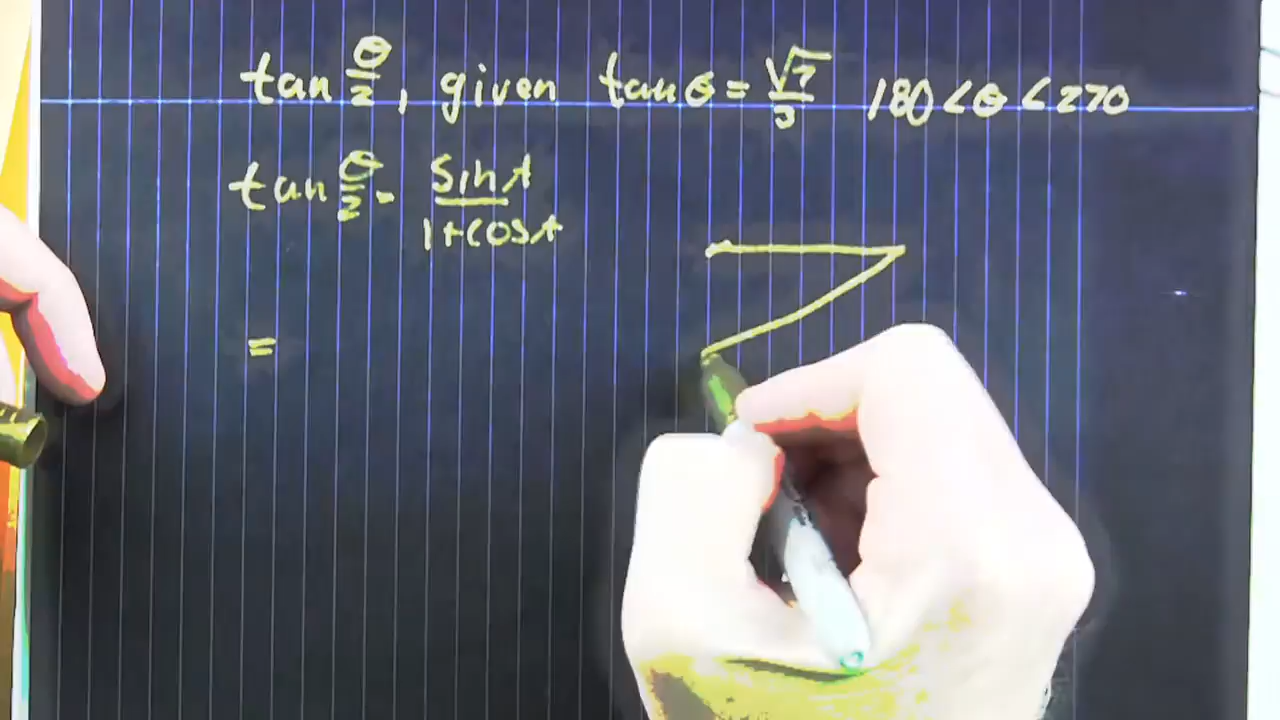 tan θ/2, given tan θ = √7/3 180 < θ < 270
tan θ/2 = sin A / 1 + cos A
=